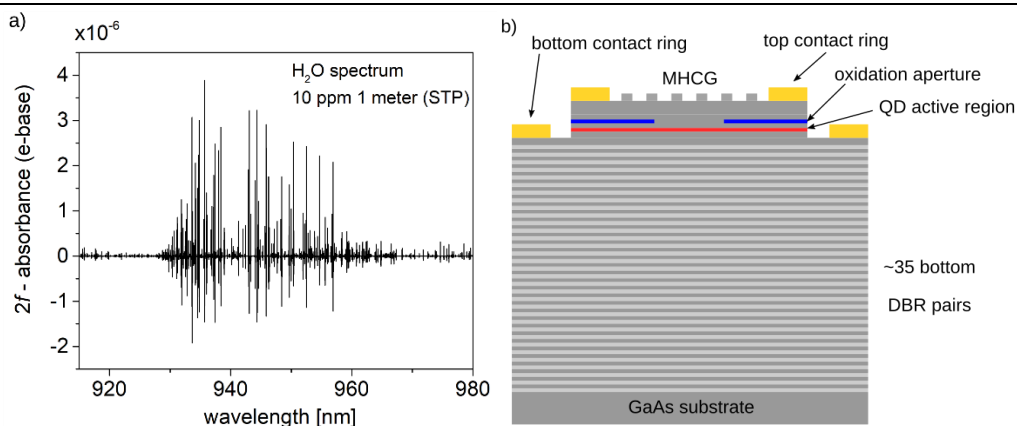 a)
×10⁻⁶
H₂O spectrum
10 ppm 1 meter (STP)
2f - absorbance (e-base)
4
3
2
1
0
-1
-2
920
940
960
980
wavelength [nm]
b)
bottom contact ring
top contact ring
MHCG
oxidation aperture
QD active region
~35 bottom
DBR pairs
GaAs substrate